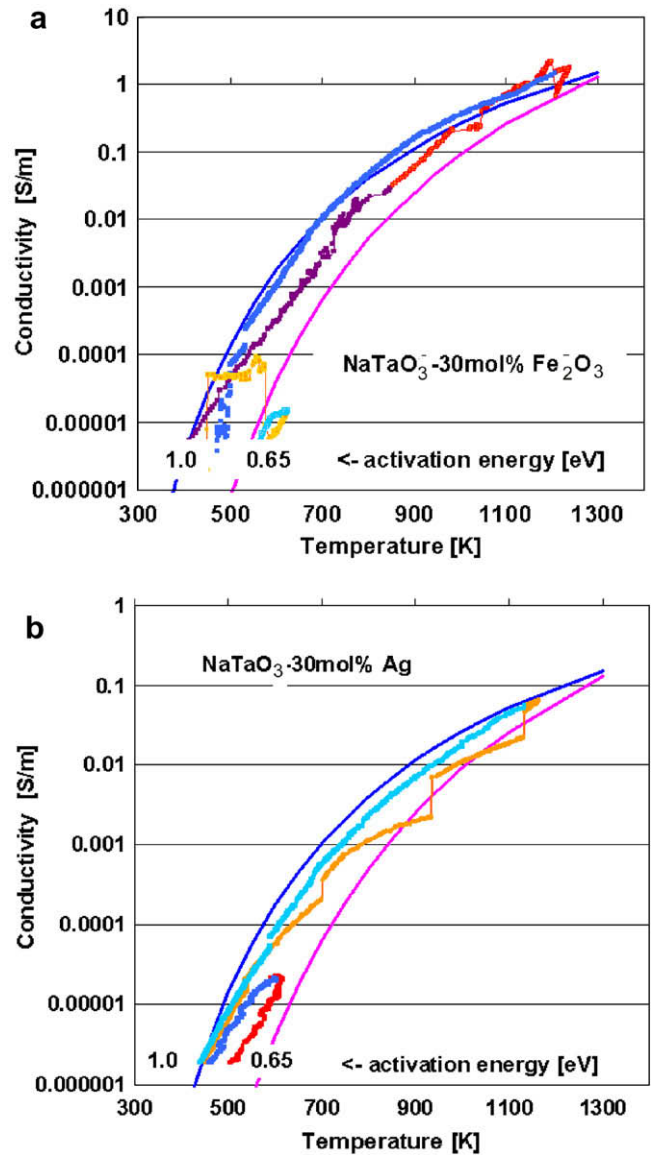 a
10
1
0.1
0.01
0.001
0.0001
0.00001
0.000001
Conductivity [S/m]
NaTaO₃-30mol% Fe₂O₃
1.0 0.65 <- activation energy [eV]
300 500 700 900 1100 1300
Temperature [K]
b
1
0.1
0.01
0.001
0.0001
0.00001
0.000001
Conductivity [S/m]
NaTaO₃-30mol% Ag
1.0 0.65 <- activation energy [eV]
300 500 700 900 1100 1300
Temperature [K]